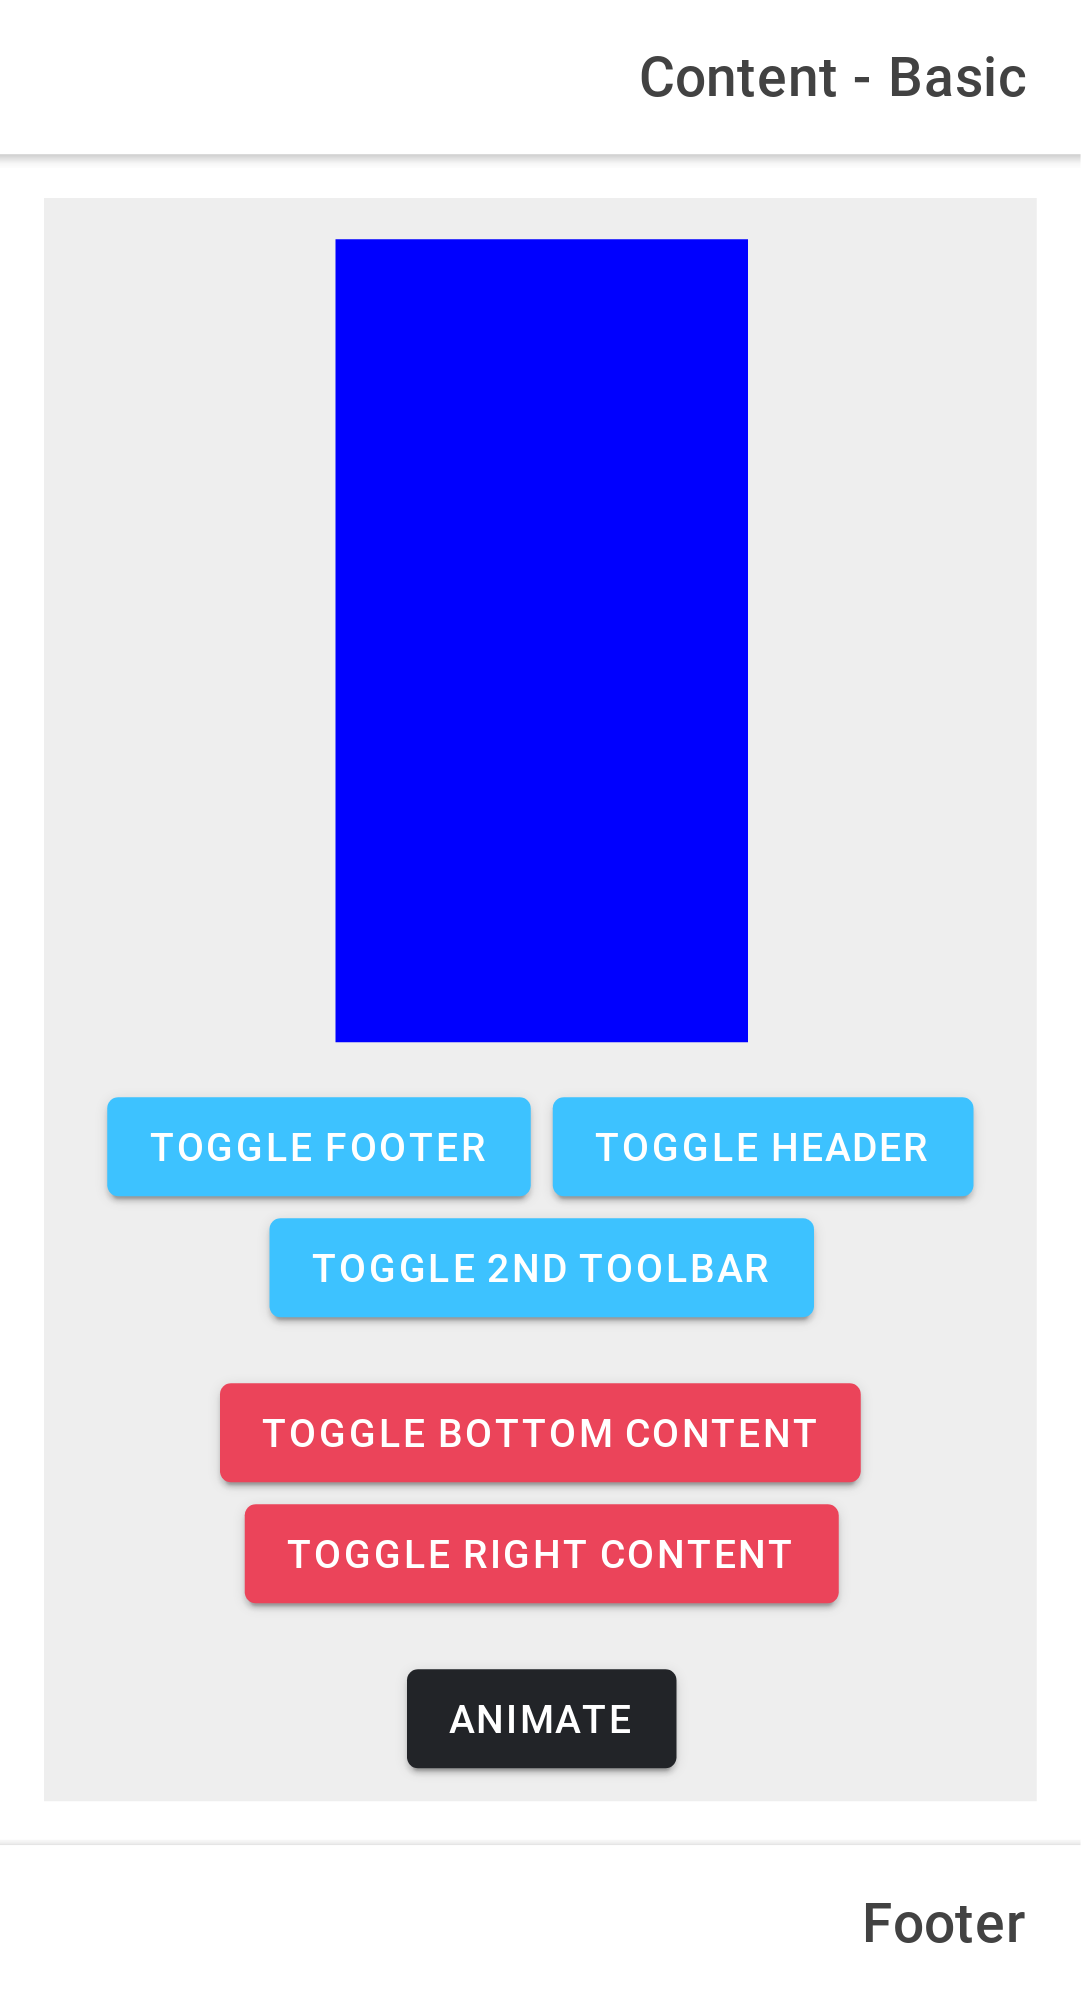 Content - Basic
TOGGLE FOOTER
TOGGLE HEADER
TOGGLE 2ND TOOLBAR
TOGGLE BOTTOM CONTENT
TOGGLE RIGHT CONTENT
ANIMATE
Footer